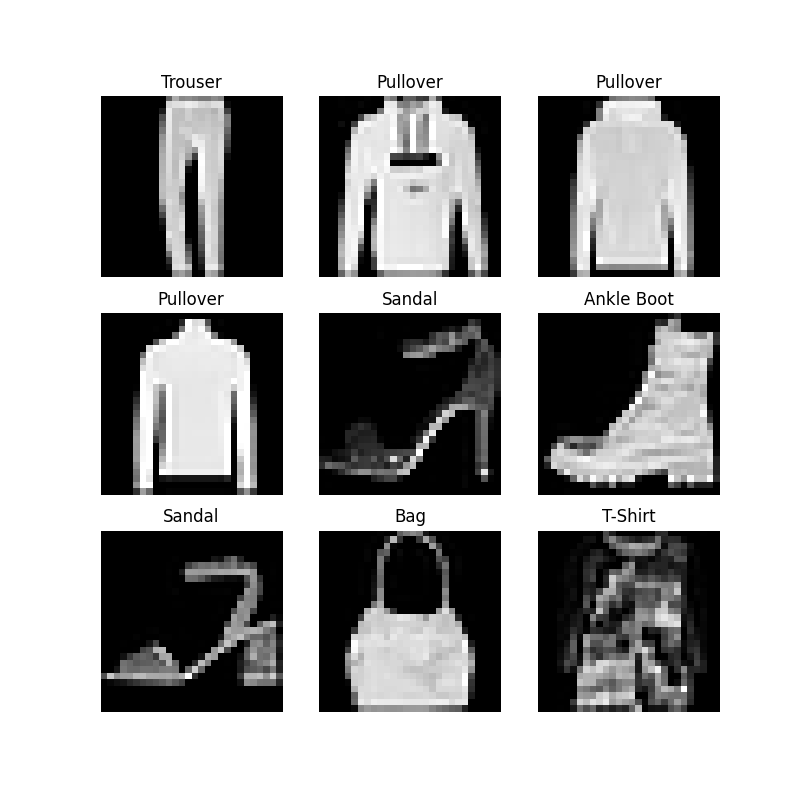 Trouser
Pullover
Pullover
Pullover
Sandal
Ankle Boot
Sandal
Bag
T-Shirt